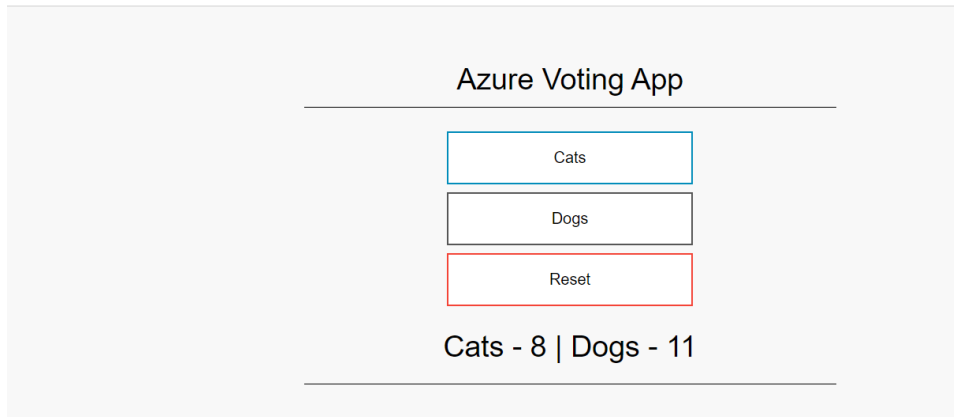 Azure Voting App
Cats
Dogs
Reset
Cats - 8 | Dogs - 11